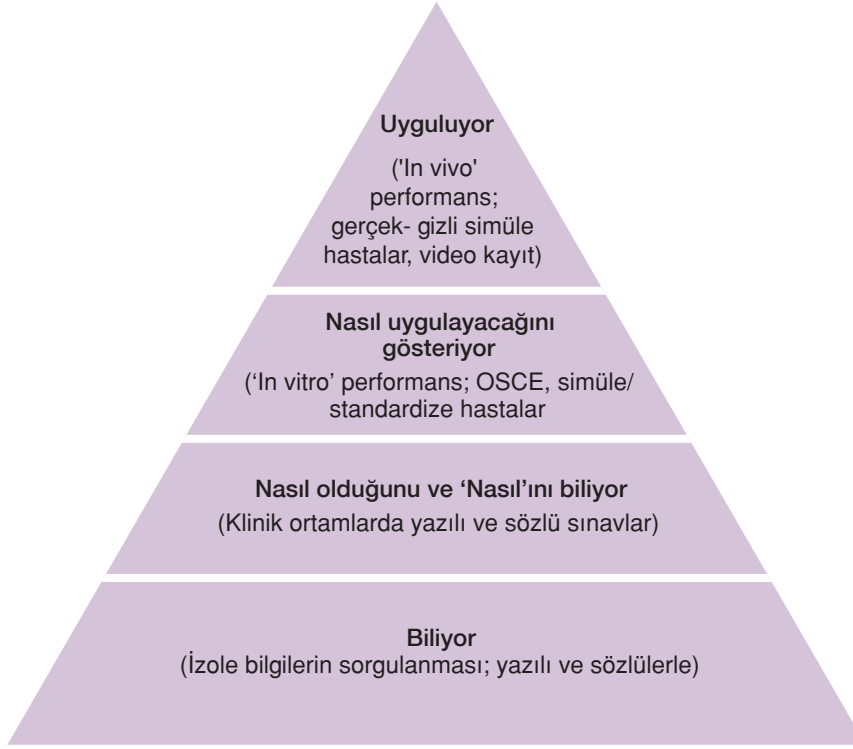 Uyguluyor
('In vivo'
performans;
gerçek- gizli simüle
hastalar, video kayıt)
Nasıl uygulayacağını
gösteriyor
(‘In vitro’ performans; OSCE, simüle/
standardize hastalar
Nasıl olduğunu ve ‘Nasıl’ını biliyor
(Klinik ortamlarda yazılı ve sözlü sınavlar)
Biliyor
(İzole bilgilerin sorgulanması; yazılı ve sözlülerle)